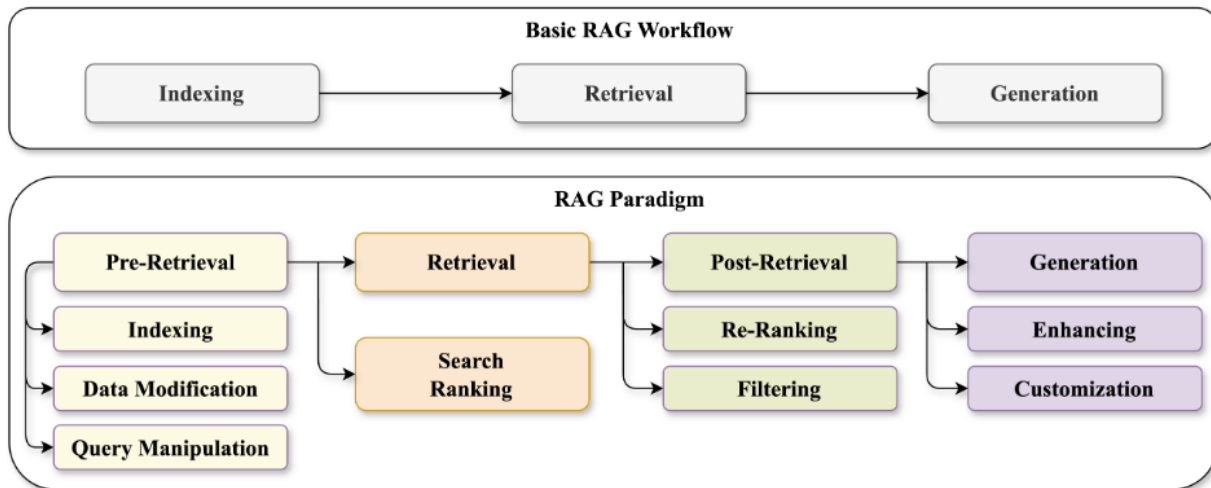 Basic RAG Workflow
Indexing
Retrieval
Generation
RAG Paradigm
Pre-Retrieval
Retrieval
Post-Retrieval
Generation
Indexing
Re-Ranking
Enhancing
Search
Ranking
Data Modification
Filtering
Customization
Query Manipulation